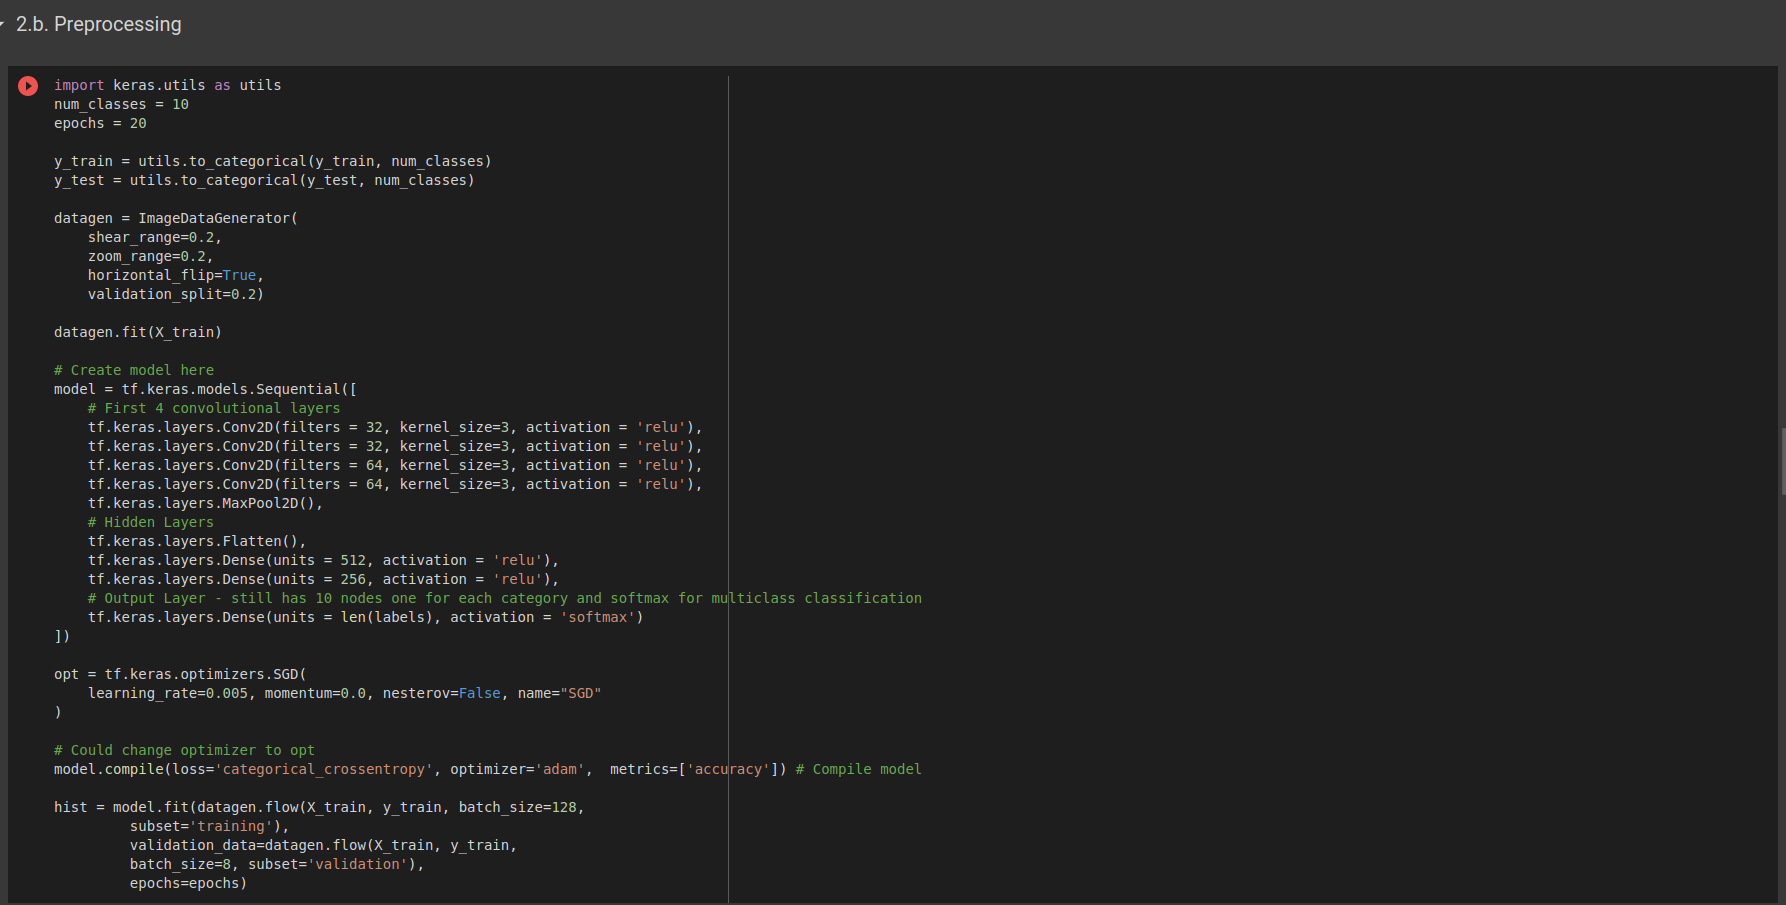 2.b. Preprocessing
import keras.utils as utils
num_classes = 10
epochs = 20
y_train = utils.to_categorical(y_train, num_classes)
y_test = utils.to_categorical(y_test, num_classes)
datagen = ImageDataGenerator(
    shear_range=0.2,
    zoom_range=0.2,
    horizontal_flip=True,
    validation_split=0.2)
datagen.fit(X_train)
# Create model here
model = tf.keras.models.Sequential([
    # First 4 convolutional layers
    tf.keras.layers.Conv2D(filters = 32, kernel_size=3, activation = 'relu'),
    tf.keras.layers.Conv2D(filters = 32, kernel_size=3, activation = 'relu'),
    tf.keras.layers.Conv2D(filters = 64, kernel_size=3, activation = 'relu'),
    tf.keras.layers.Conv2D(filters = 64, kernel_size=3, activation = 'relu'),
    tf.keras.layers.MaxPool2D(),
    # Hidden Layers
    tf.keras.layers.Flatten(),
    tf.keras.layers.Dense(units = 512, activation = 'relu'),
    tf.keras.layers.Dense(units = 256, activation = 'relu'),
    # Output Layer - still has 10 nodes one for each category and softmax for multiclass classification
    tf.keras.layers.Dense(units = len(labels), activation = 'softmax')
])
opt = tf.keras.optimizers.SGD(
    learning_rate=0.005, momentum=0.0, nesterov=False, name="SGD"
)
# Could change optimizer to opt
model.compile(loss='categorical_crossentropy', optimizer='adam',  metrics=['accuracy']) # Compile model
hist = model.fit(datagen.flow(X_train, y_train, batch_size=128,
         subset='training'),
         validation_data=datagen.flow(X_train, y_train,
         batch_size=8, subset='validation'),
         epochs=epochs)